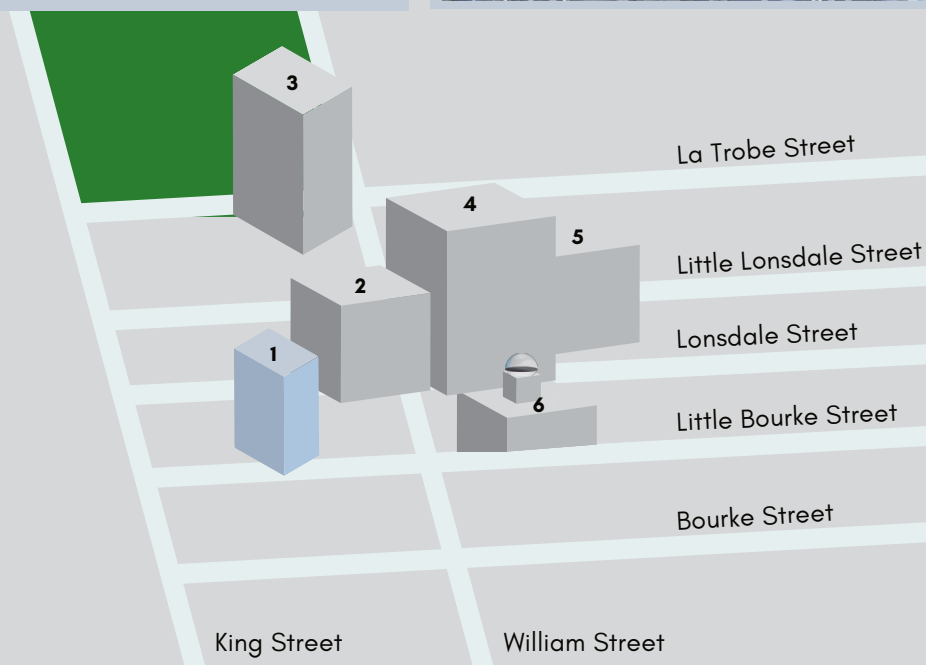 3
La Trobe Street
4
5
Little Lonsdale Street
2
Lonsdale Street
1
6
Little Bourke Street
Bourke Street
King Street
William Street